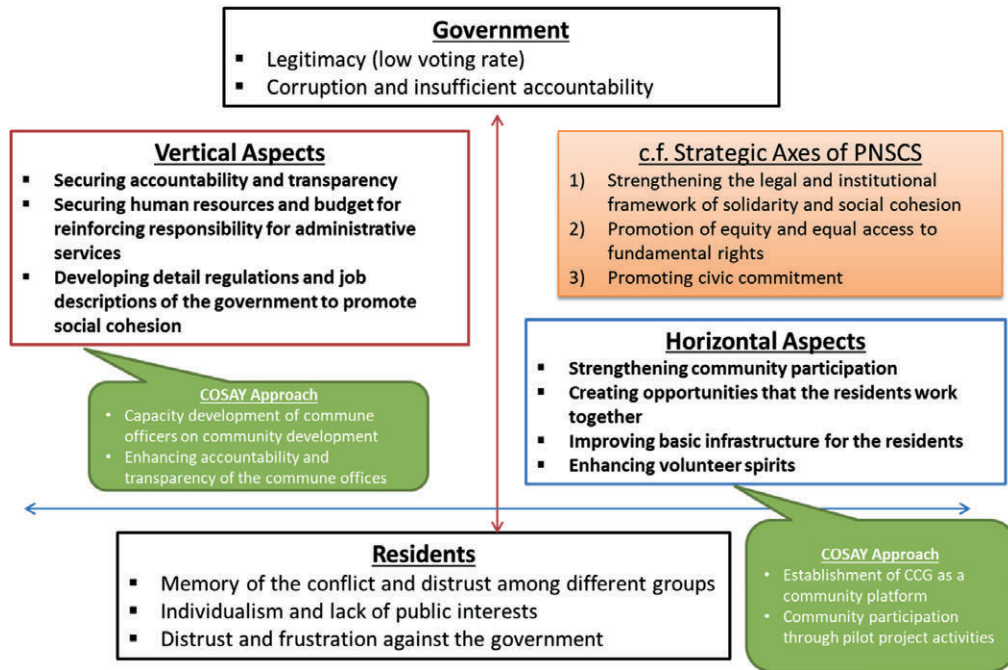 Government
▪ Legitimacy (low voting rate)
▪ Corruption and insufficient accountability
Vertical Aspects
▪ Securing accountability and transparency
▪ Securing human resources and budget for
reinforcing responsibility for administrative
services
▪ Developing detail regulations and job
descriptions of the government to promote
social cohesion
c.f. Strategic Axes of PNSCS
1) Strengthening the legal and institutional
framework of solidarity and social cohesion
2) Promotion of equity and equal access to
fundamental rights
3) Promoting civic commitment
COSAY Approach
• Capacity development of commune
officers on community development
• Enhancing accountability and
transparency of the commune offices
Horizontal Aspects
▪ Strengthening community participation
▪ Creating opportunities that the residents work
together
▪ Improving basic infrastructure for the residents
▪ Enhancing volunteer spirits
Residents
▪ Memory of the conflict and distrust among different groups
▪ Individualism and lack of public interests
▪ Distrust and frustration against the government
COSAY Approach
• Establishment of CCG as a
community platform
• Community participation
through pilot project activities